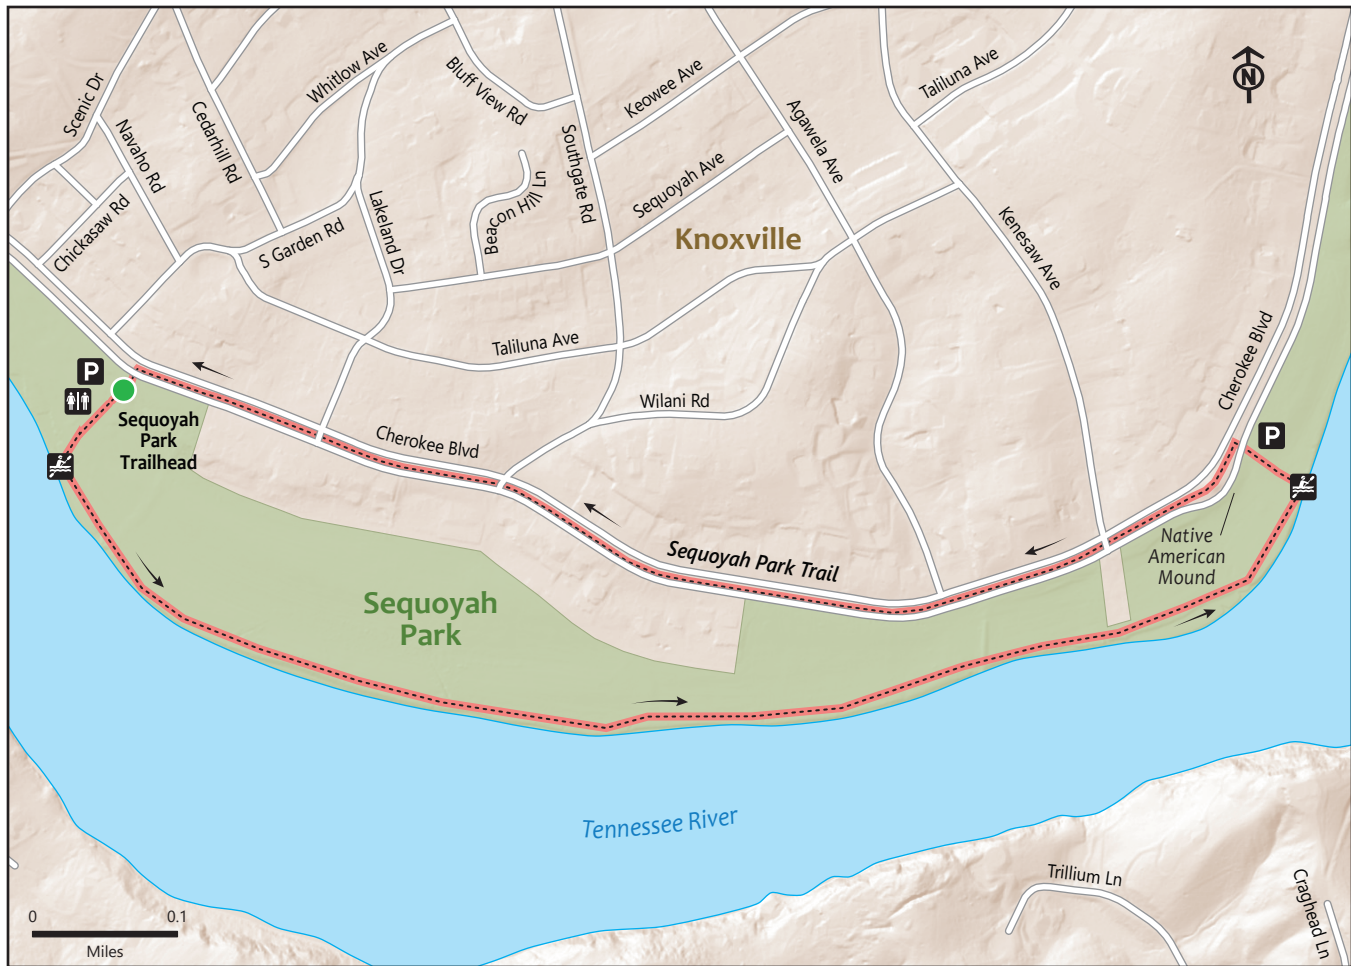 Scenic Dr
Navaho Rd
Cedarhill Rd
Whitlow Ave
Bluff View Rd
Keowee Ave
Agawela Ave
Taliluna Ave
N
Chickasaw Rd
S Garden Rd
Lakeland Dr
Beacon Hill Ln
Southgate Rd
Sequoyah Ave
Knoxville
Kenesaw Ave
Taliluna Ave
Wilani Rd
Cherokee Blvd
P
Sequoyah
Park
Trailhead
Cherokee Blvd
P
Native
American
Mound
Sequoyah Park Trail
Sequoyah
Park
Tennessee River
Trillium Ln
Craghead Ln
0 0.1
Miles